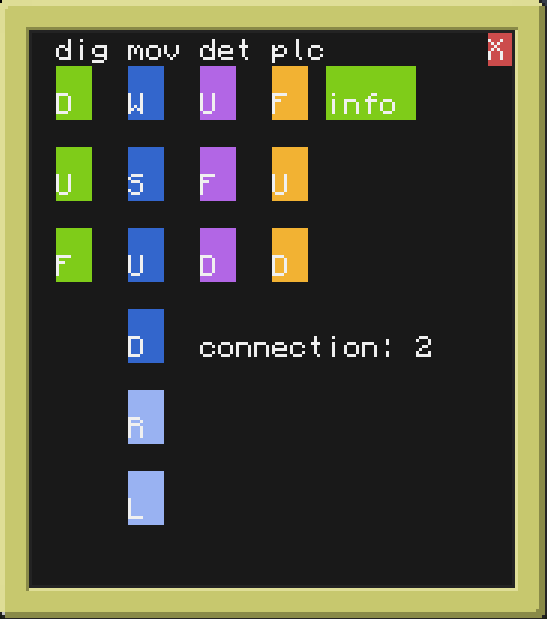 dig mov det plc X
D W U F info
U S F U
F U D D
D connection: 2
R
L